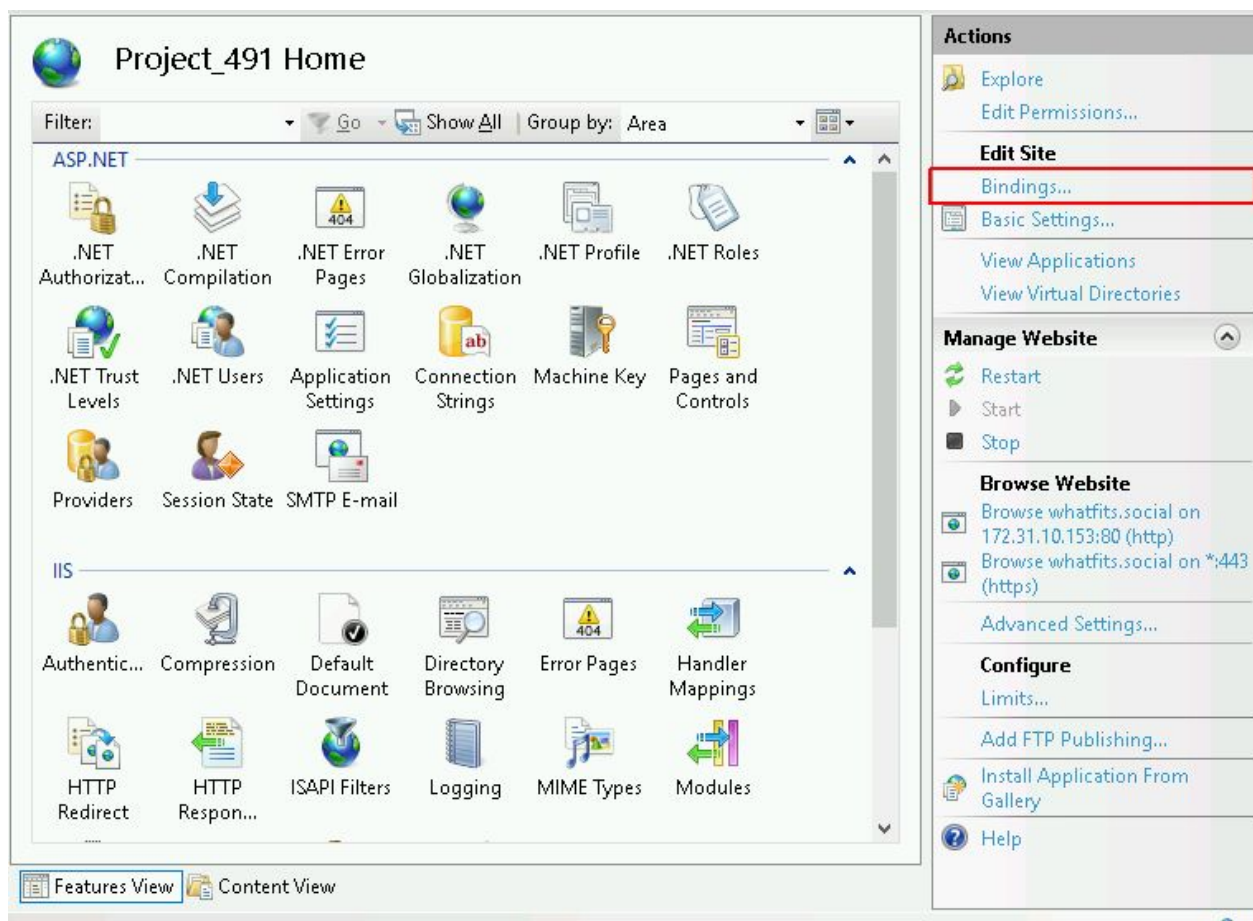 Project_491 Home
Filter:
Go
Show All
Group by: Area
ASP.NET
.NET
Authorizat...
.NET
Compilation
.NET Error
Pages
.NET
Globalization
.NET Profile
.NET Roles
.NET Trust
Levels
.NET Users
Application
Settings
Connection
Strings
Machine Key
Pages and
Controls
Providers
Session State
SMTP E-mail
IIS
Authentic...
Compression
Default
Document
Directory
Browsing
Error Pages
Handler
Mappings
HTTP
Redirect
HTTP
Respon...
ISAPI Filters
Logging
MIME Types
Modules
Features View
Content View
Actions
Explore
Edit Permissions...
Edit Site
Bindings...
Basic Settings...
View Applications
View Virtual Directories
Manage Website
Restart
Start
Stop
Browse Website
Browse whatfits.social on
172.31.10.153:80 (http)
Browse whatfits.social on *:443
(https)
Advanced Settings...
Configure
Limits...
Add FTP Publishing...
Install Application From
Gallery
Help